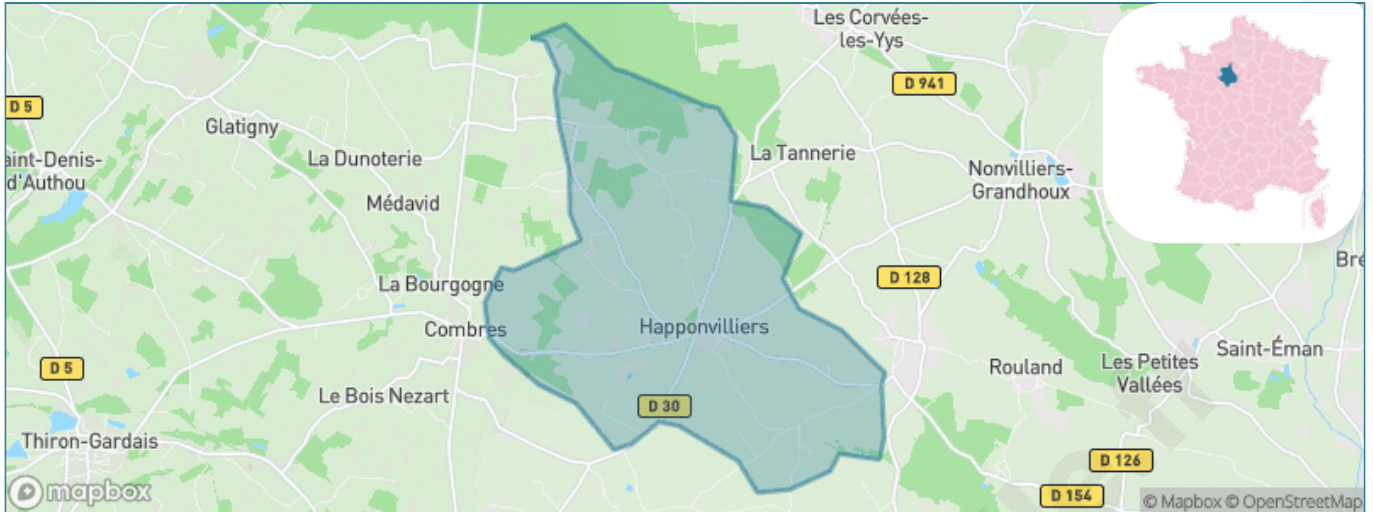 Les Corvées-
les-Yys
D 941
D 5
Glatigny
La Dunoterie
La Tannerie
aint-Denis-
d'Authou
Nonvilliers-
Grandhoux
Médavid
Bré
La Bourgogne
D 128
Combres
Happonvilliers
Saint-Éman
D 5
Rouland
Les Petites
Vallées
Le Bois Nezart
D 30
Thiron-Gardais
D 126
D 154
mapbox
© Mapbox © OpenStreetMap